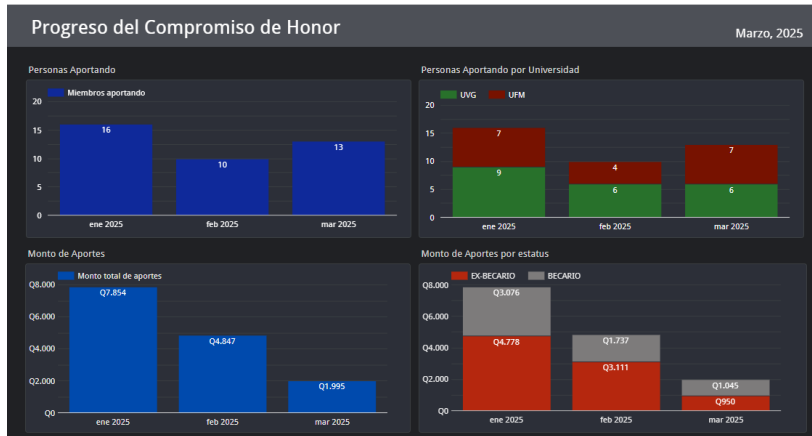 Progreso del Compromiso de Honor
Marzo, 2025
Personas Aportando
Miembros aportando
20
15
10
5
0
16
10
13
ene 2025
feb 2025
mar 2025
Personas Aportando por Universidad
UVG
UFM
20
15
10
5
0
7
9
4
6
7
6
ene 2025
feb 2025
mar 2025
Monto de Aportes
Monto total de aportes
Q8.000
Q6.000
Q4.000
Q2.000
Q0
Q7.854
Q4.847
Q1.995
ene 2025
feb 2025
mar 2025
Monto de Aportes por estatus
EX-BECARIO
BECARIO
Q8.000
Q6.000
Q4.000
Q2.000
Q0
Q3.076
Q4.778
Q1.737
Q3.111
Q1.045
Q950
ene 2025
feb 2025
mar 2025